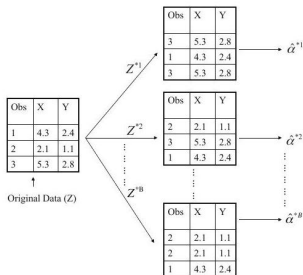 Obs X Y
3 5.3 2.8
1 4.3 2.4
3 5.3 2.8
Z*1
α̂*1
Obs X Y
1 4.3 2.4
2 2.1 1.1
3 5.3 2.8
Original Data (Z)
Z*2
Obs X Y
2 2.1 1.1
3 5.3 2.8
1 4.3 2.4
α̂*2
Z*B
Obs X Y
2 2.1 1.1
2 2.1 1.1
1 4.3 2.4
α̂*B